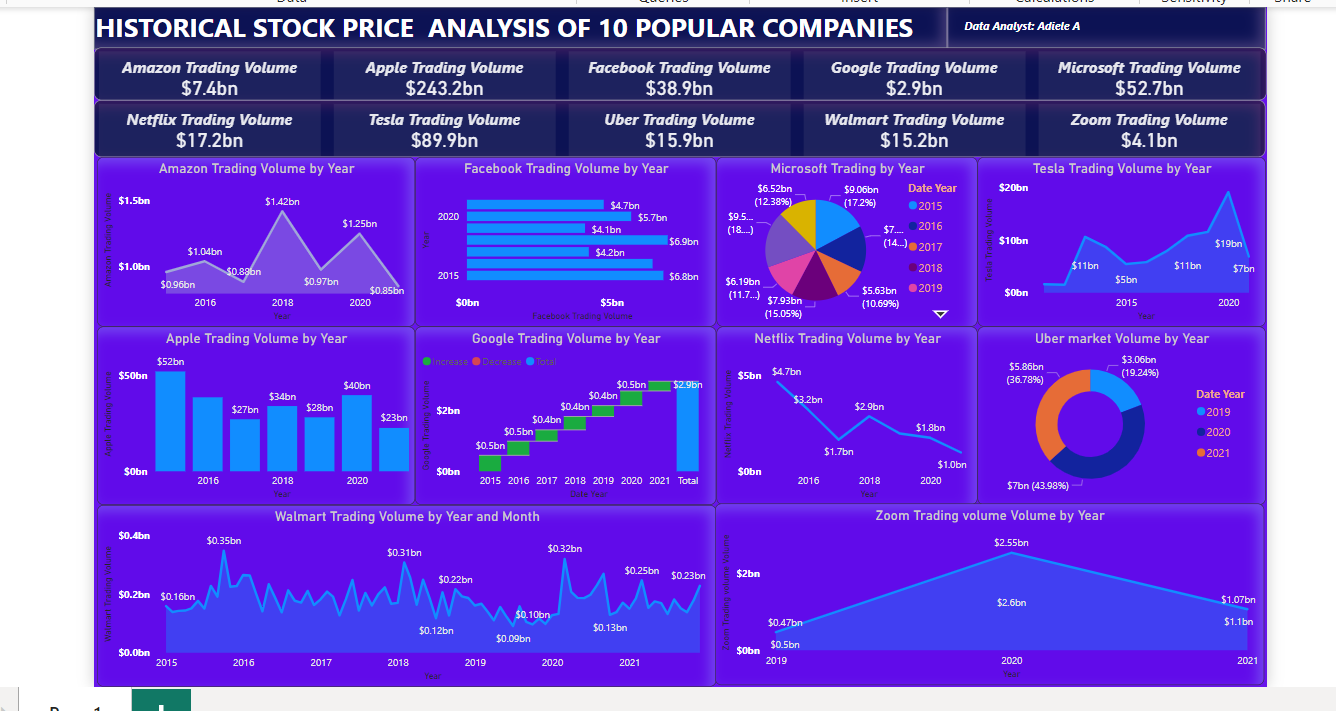 HISTORICAL STOCK PRICE ANALYSIS OF 10 POPULAR COMPANIES
Data Analyst: Adiele A
Amazon Trading Volume
$7.4bn
Apple Trading Volume
$243.2bn
Facebook Trading Volume
$38.9bn
Google Trading Volume
$2.9bn
Microsoft Trading Volume
$52.7bn
Netflix Trading Volume
$17.2bn
Tesla Trading Volume
$89.9bn
Uber Trading Volume
$15.9bn
Walmart Trading Volume
$15.2bn
Zoom Trading Volume
$4.1bn
Amazon Trading Volume by Year
Amazon Trading Volume
$1.5bn
$1.0bn
$0.96bn
$1.04bn
$0.88bn
$1.42bn
$0.97bn
$1.25bn
$0.85bn
2016
2018
2020
Year
Facebook Trading Volume by Year
Year
2020
2015
$4.7bn
$5.7bn
$4.1bn
$6.9bn
$4.2bn
$6.8bn
$0bn
$5bn
Facebook Trading Volume
Microsoft Trading by Year
$6.52bn
(12.38%)
$9.06bn
(17.2%)
$9.5...
(18....)
$7....
(14...)
$6.19bn
(11.7...)
$7.93bn
(15.05%)
$5.63bn
(10.69%)
Date Year
2015
2016
2017
2018
2019
Tesla Trading Volume by Year
Tesla Trading Volume
$20bn
$10bn
$0bn
$11bn
$5bn
$11bn
$19bn
$7bn
2015
2020
Year
Apple Trading Volume by Year
Apple Trading Volume
$50bn
$0bn
$52bn
$27bn
$34bn
$28bn
$40bn
$23bn
2016
2018
2020
Year
Google Trading Volume by Year
Increase
Decrease
Total
Google Trading Volume
$2bn
$0bn
$0.5bn
$0.5bn
$0.4bn
$0.4bn
$0.4bn
$0.5bn
$2.9bn
2015
2016
2017
2018
2019
2020
2021
Total
Date Year
Netflix Trading Volume by Year
Netflix Trading Volume
$5bn
$0bn
$4.7bn
$3.2bn
$1.7bn
$2.9bn
$1.8bn
$1.0bn
2016
2018
2020
Year
Uber market Volume by Year
$5.86bn
(36.78%)
$3.06bn
(19.24%)
$7bn (43.98%)
Date Year
2019
2020
2021
Walmart Trading Volume by Year and Month
Walmart Trading Volume
$0.4bn
$0.2bn
$0.0bn
$0.16bn
$0.35bn
$0.31bn
$0.12bn
$0.22bn
$0.09bn
$0.10bn
$0.32bn
$0.13bn
$0.25bn
$0.23bn
2015
2016
2017
2018
2019
2020
2021
Year
Zoom Trading volume Volume by Year
Zoom Trading volume Volume
$2bn
$0bn
$0.47bn
$0.5bn
$2.55bn
$2.6bn
$1.07bn
$1.1bn
2019
2020
2021
Year